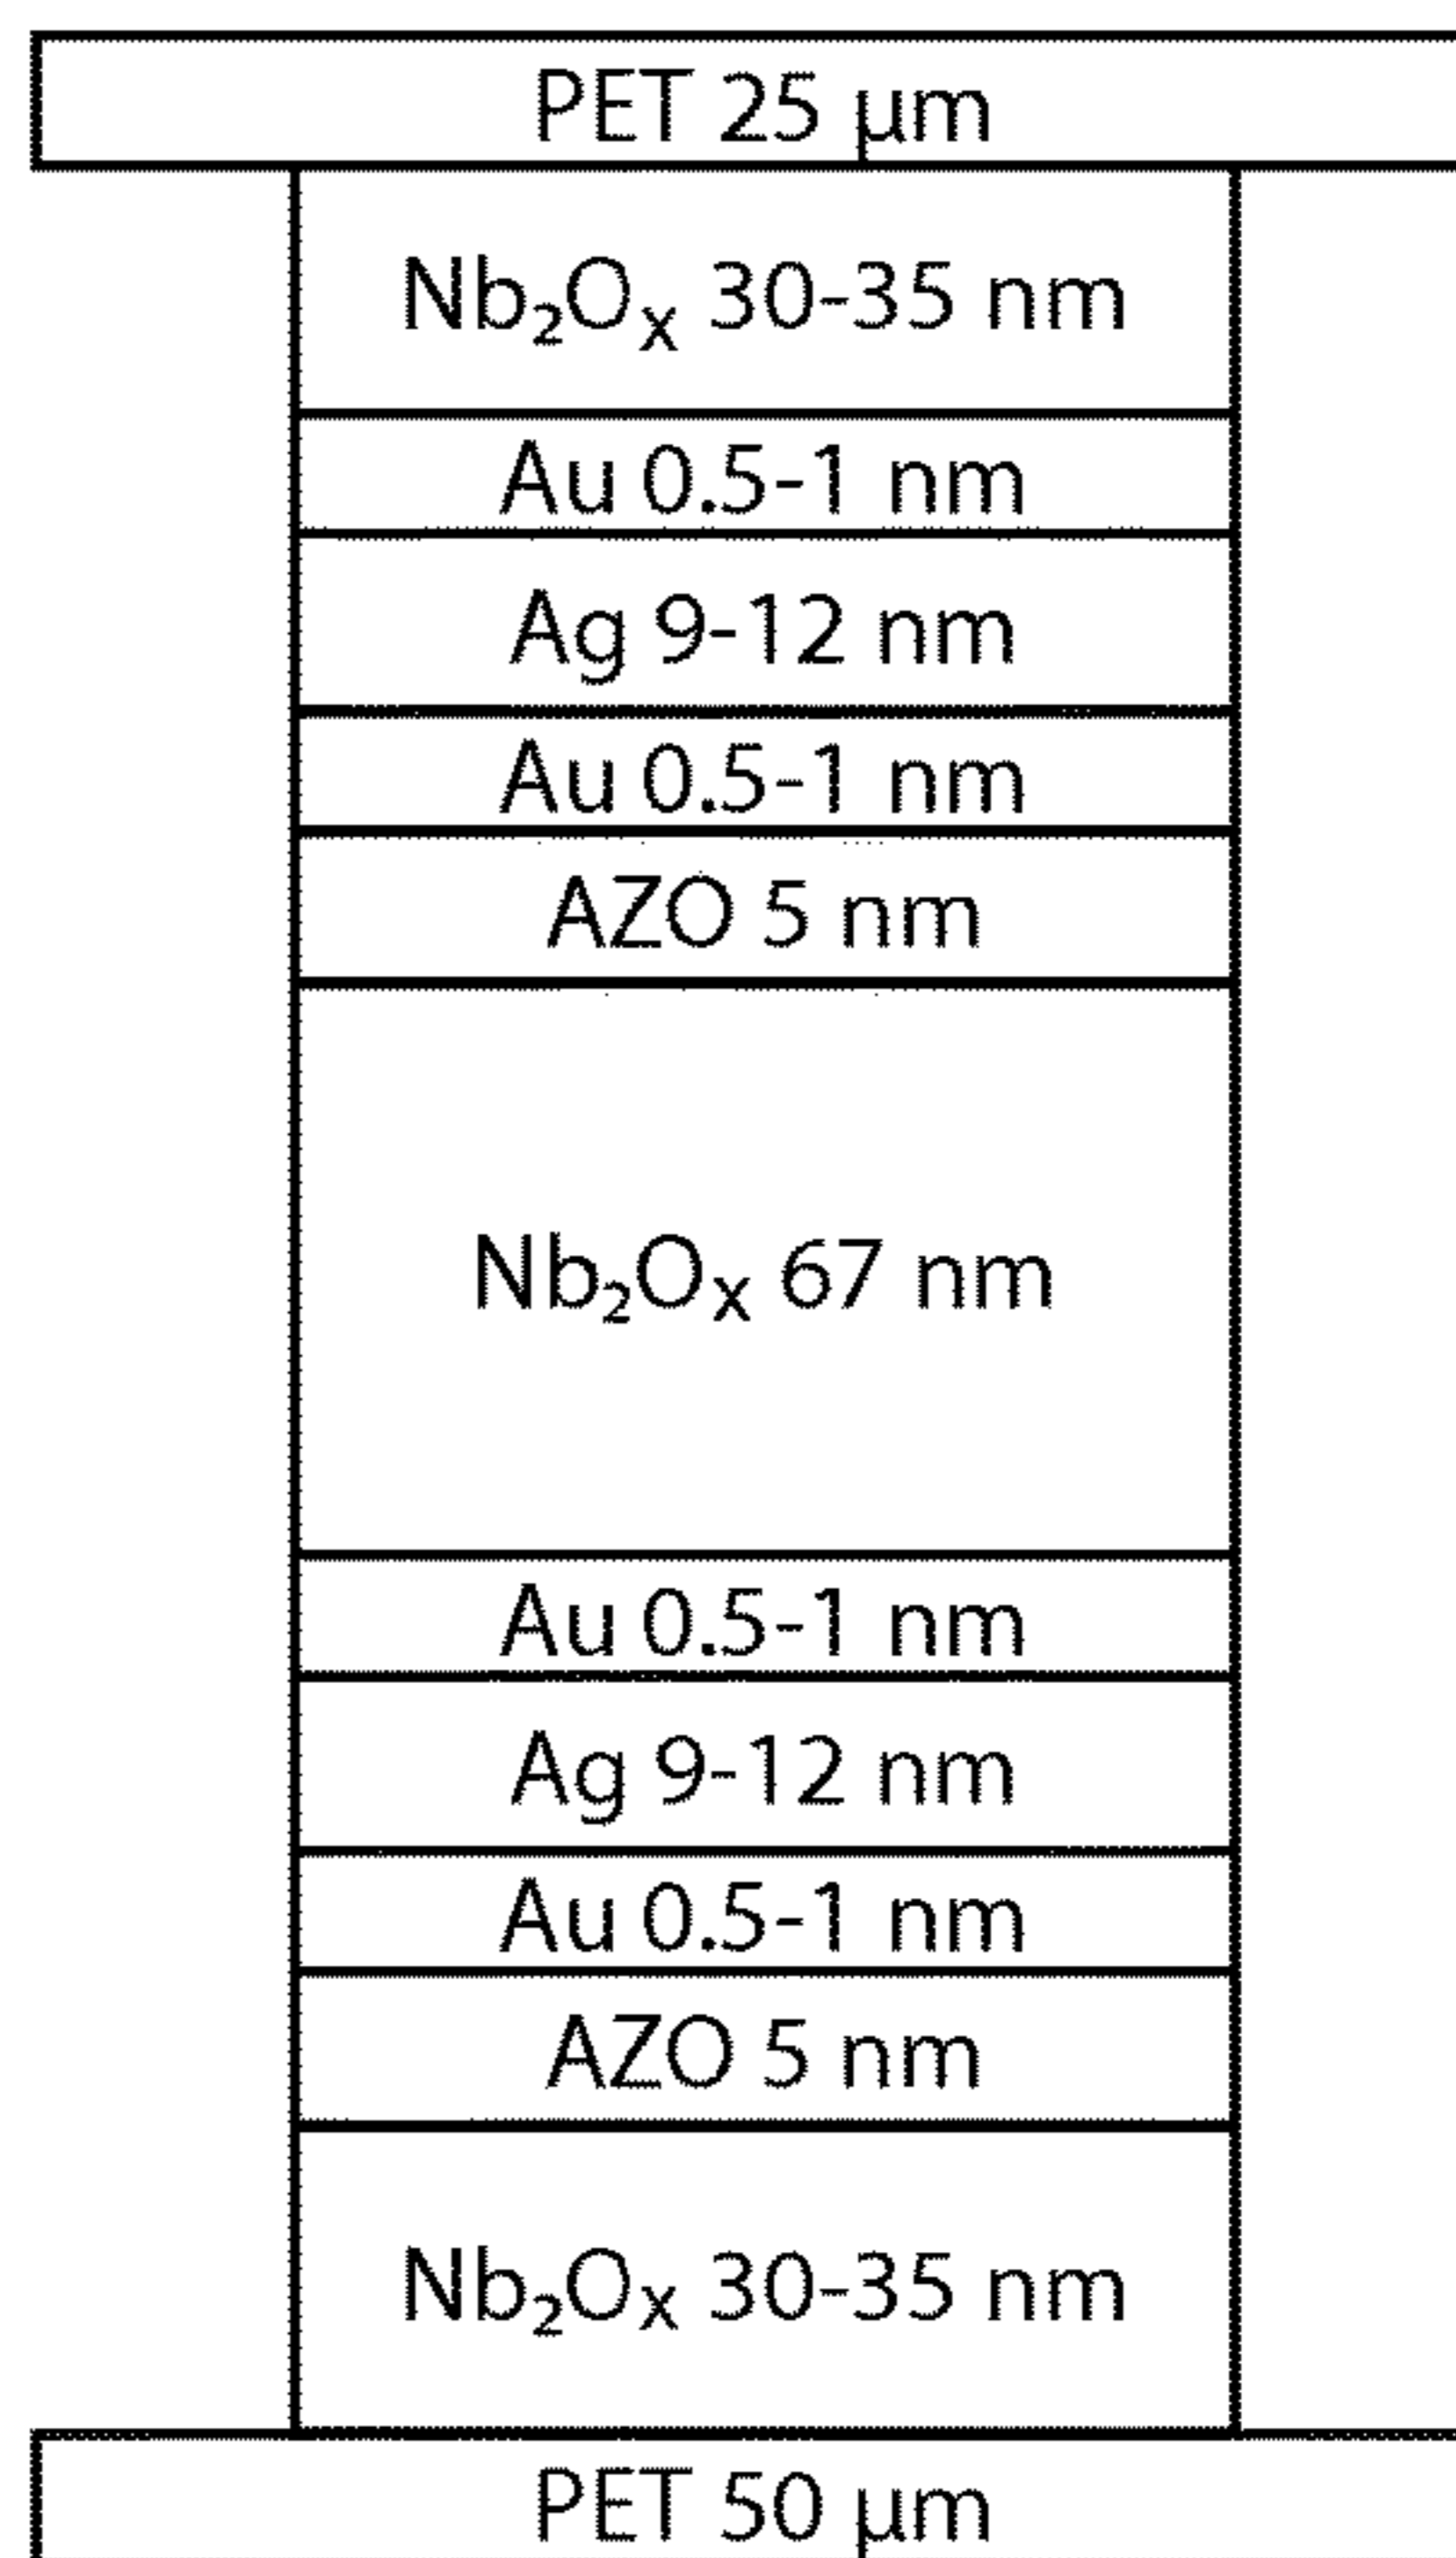 PET 25 µm
Nb₂Oₓ 30-35 nm
Au 0.5-1 nm
Ag 9-12 nm
Au 0.5-1 nm
AZO 5 nm
Nb₂Oₓ 67 nm
Au 0.5-1 nm
Ag 9-12 nm
Au 0.5-1 nm
AZO 5 nm
Nb₂Oₓ 30-35 nm
PET 50 µm